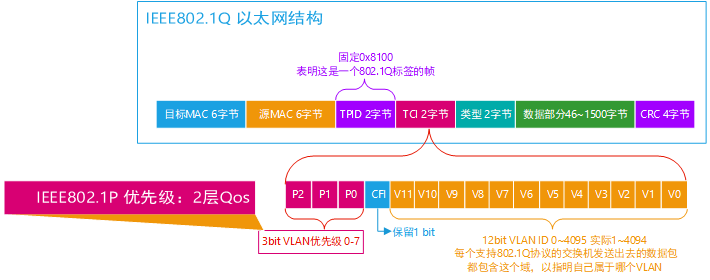 IEEE802.1Q 以太网结构
固定0x8100
表明这是一个802.1Q标签的帧
目标MAC 6字节 源MAC 6字节 TPID 2字节 TCI 2字节 类型 2字节 数据部分46~1500字节 CRC 4字节
IEEE802.1P 优先级：2层Qos
P2 P1 P0 CFI V11 V10 V9 V8 V7 V6 V5 V4 V3 V2 V1 V0
3bit VLAN优先级 0-7
保留1 bit
12bit VLAN ID 0~4095 实际1~4094
每个支持802.1Q协议的交换机发送出去的数据包
都包含这个域，以指明自己属于哪个VLAN